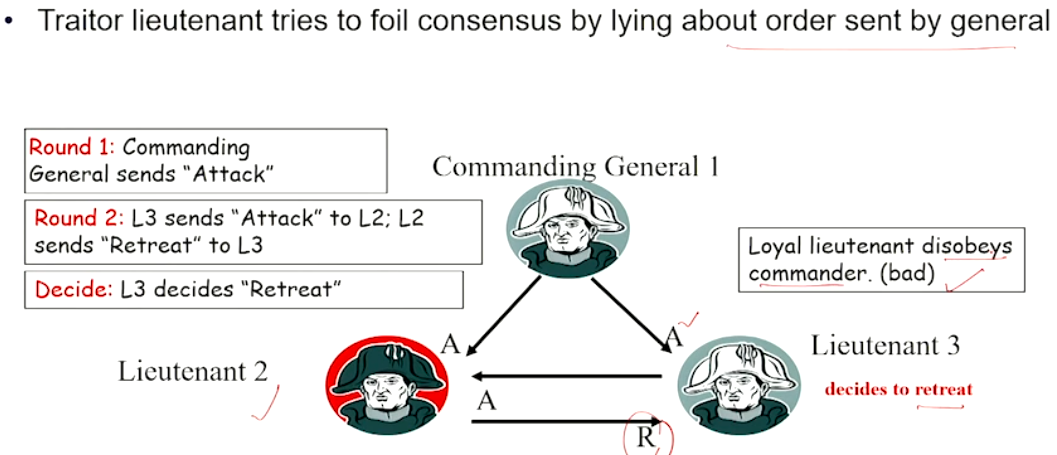 • Traitor lieutenant tries to foil consensus by lying about order sent by general
Round 1: Commanding
General sends “Attack”
Round 2: L3 sends “Attack” to L2; L2
sends “Retreat” to L3
Decide: L3 decides “Retreat”
Commanding General 1
Loyal lieutenant disobeys
commander. (bad)
A
A
Lieutenant 2
Lieutenant 3
decides to retreat
A
R